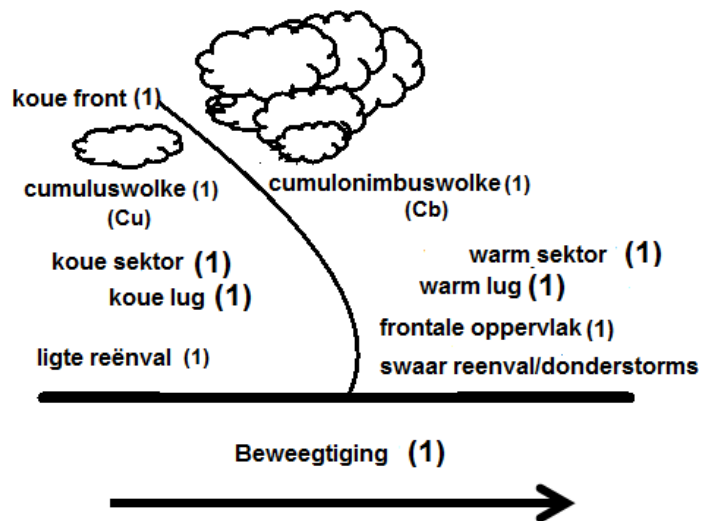 koue front (1)
cumuluswolke (1)
(Cu)
cumulonimbuswolke (1)
(Cb)
koue sektor (1)
koue lug (1)
warm sektor (1)
warm lug (1)
frontale oppervlak (1)
ligte reënval (1)
swaar reenval/donderstorms
Beweegtiging (1)